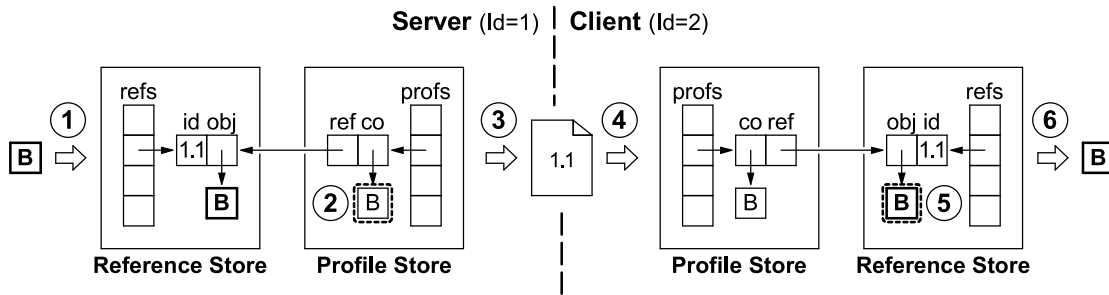 Server (Id=1) Client (Id=2)
refs profs profs refs
1 3 4 6
id obj ref co co ref obj id
1.1 1.1 1.1
B B
B 2 B B B 5
Reference Store Profile Store Profile Store Reference Store